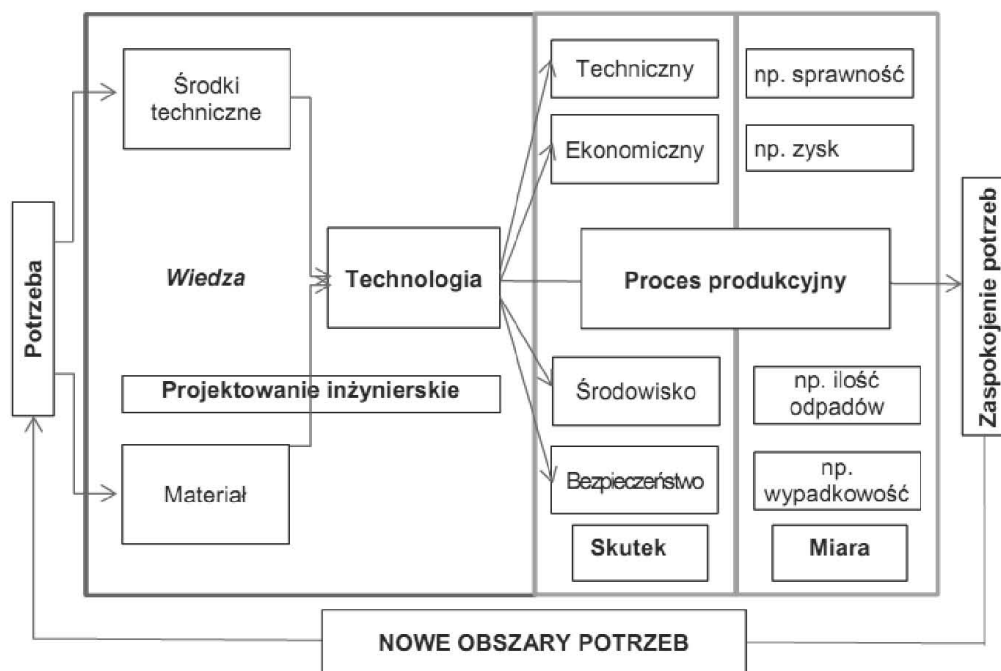 Potrzeba
Środki
techniczne
Wiedza
Projektowanie inżynierskie
Materiał
Technologia
Techniczny
Ekonomiczny
Proces produkcyjny
Środowisko
Bezpieczeństwo
Skutek
np. sprawność
np. zysk
np. ilość
odpadów
np.
wypadkowość
Miara
Zaspokojenie potrzeb
NOWE OBSZARY POTRZEB